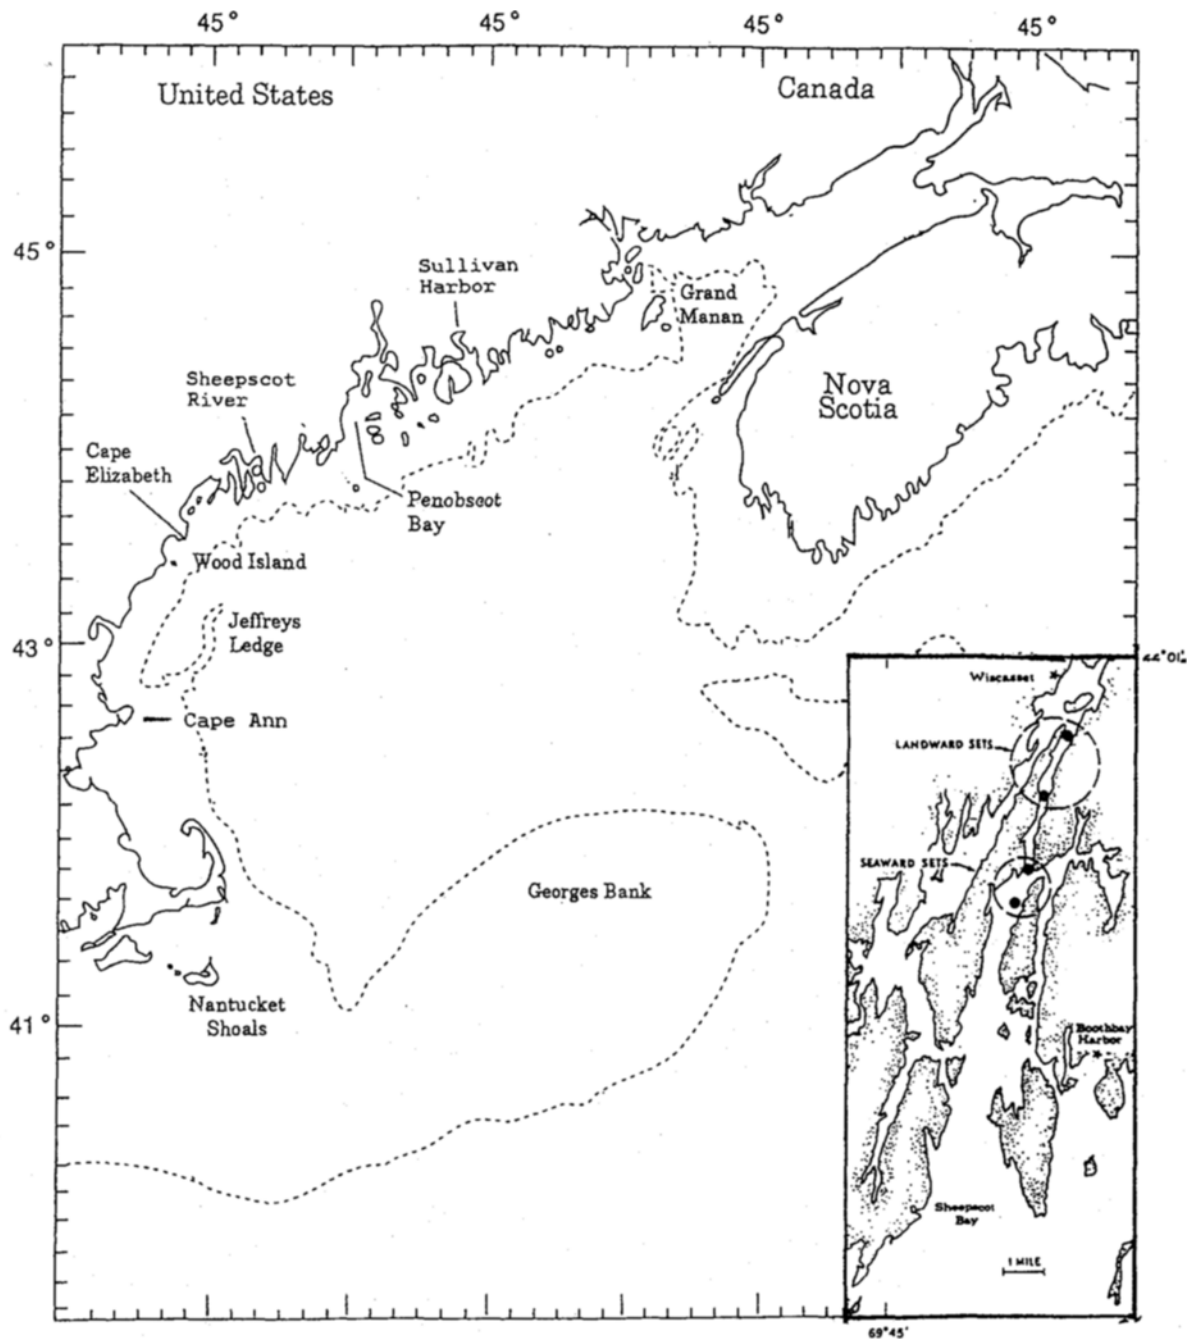 45°
45°
45°
45°
United States
Canada
45°
Sullivan
Harbor
Grand
Manan
Sheepscot
River
Nova
Scotia
Cape
Elizabeth
Penobscot
Bay
Wood Island
Jeffreys
Ledge
43°
44°01'
Wiscasset
Cape Ann
LANDWARD SETS
SEAWARD SETS
Georges Bank
Nantucket
Shoals
41°
Boothbay
Harbor
Sheepscot
Bay
1 MILE
69°45'